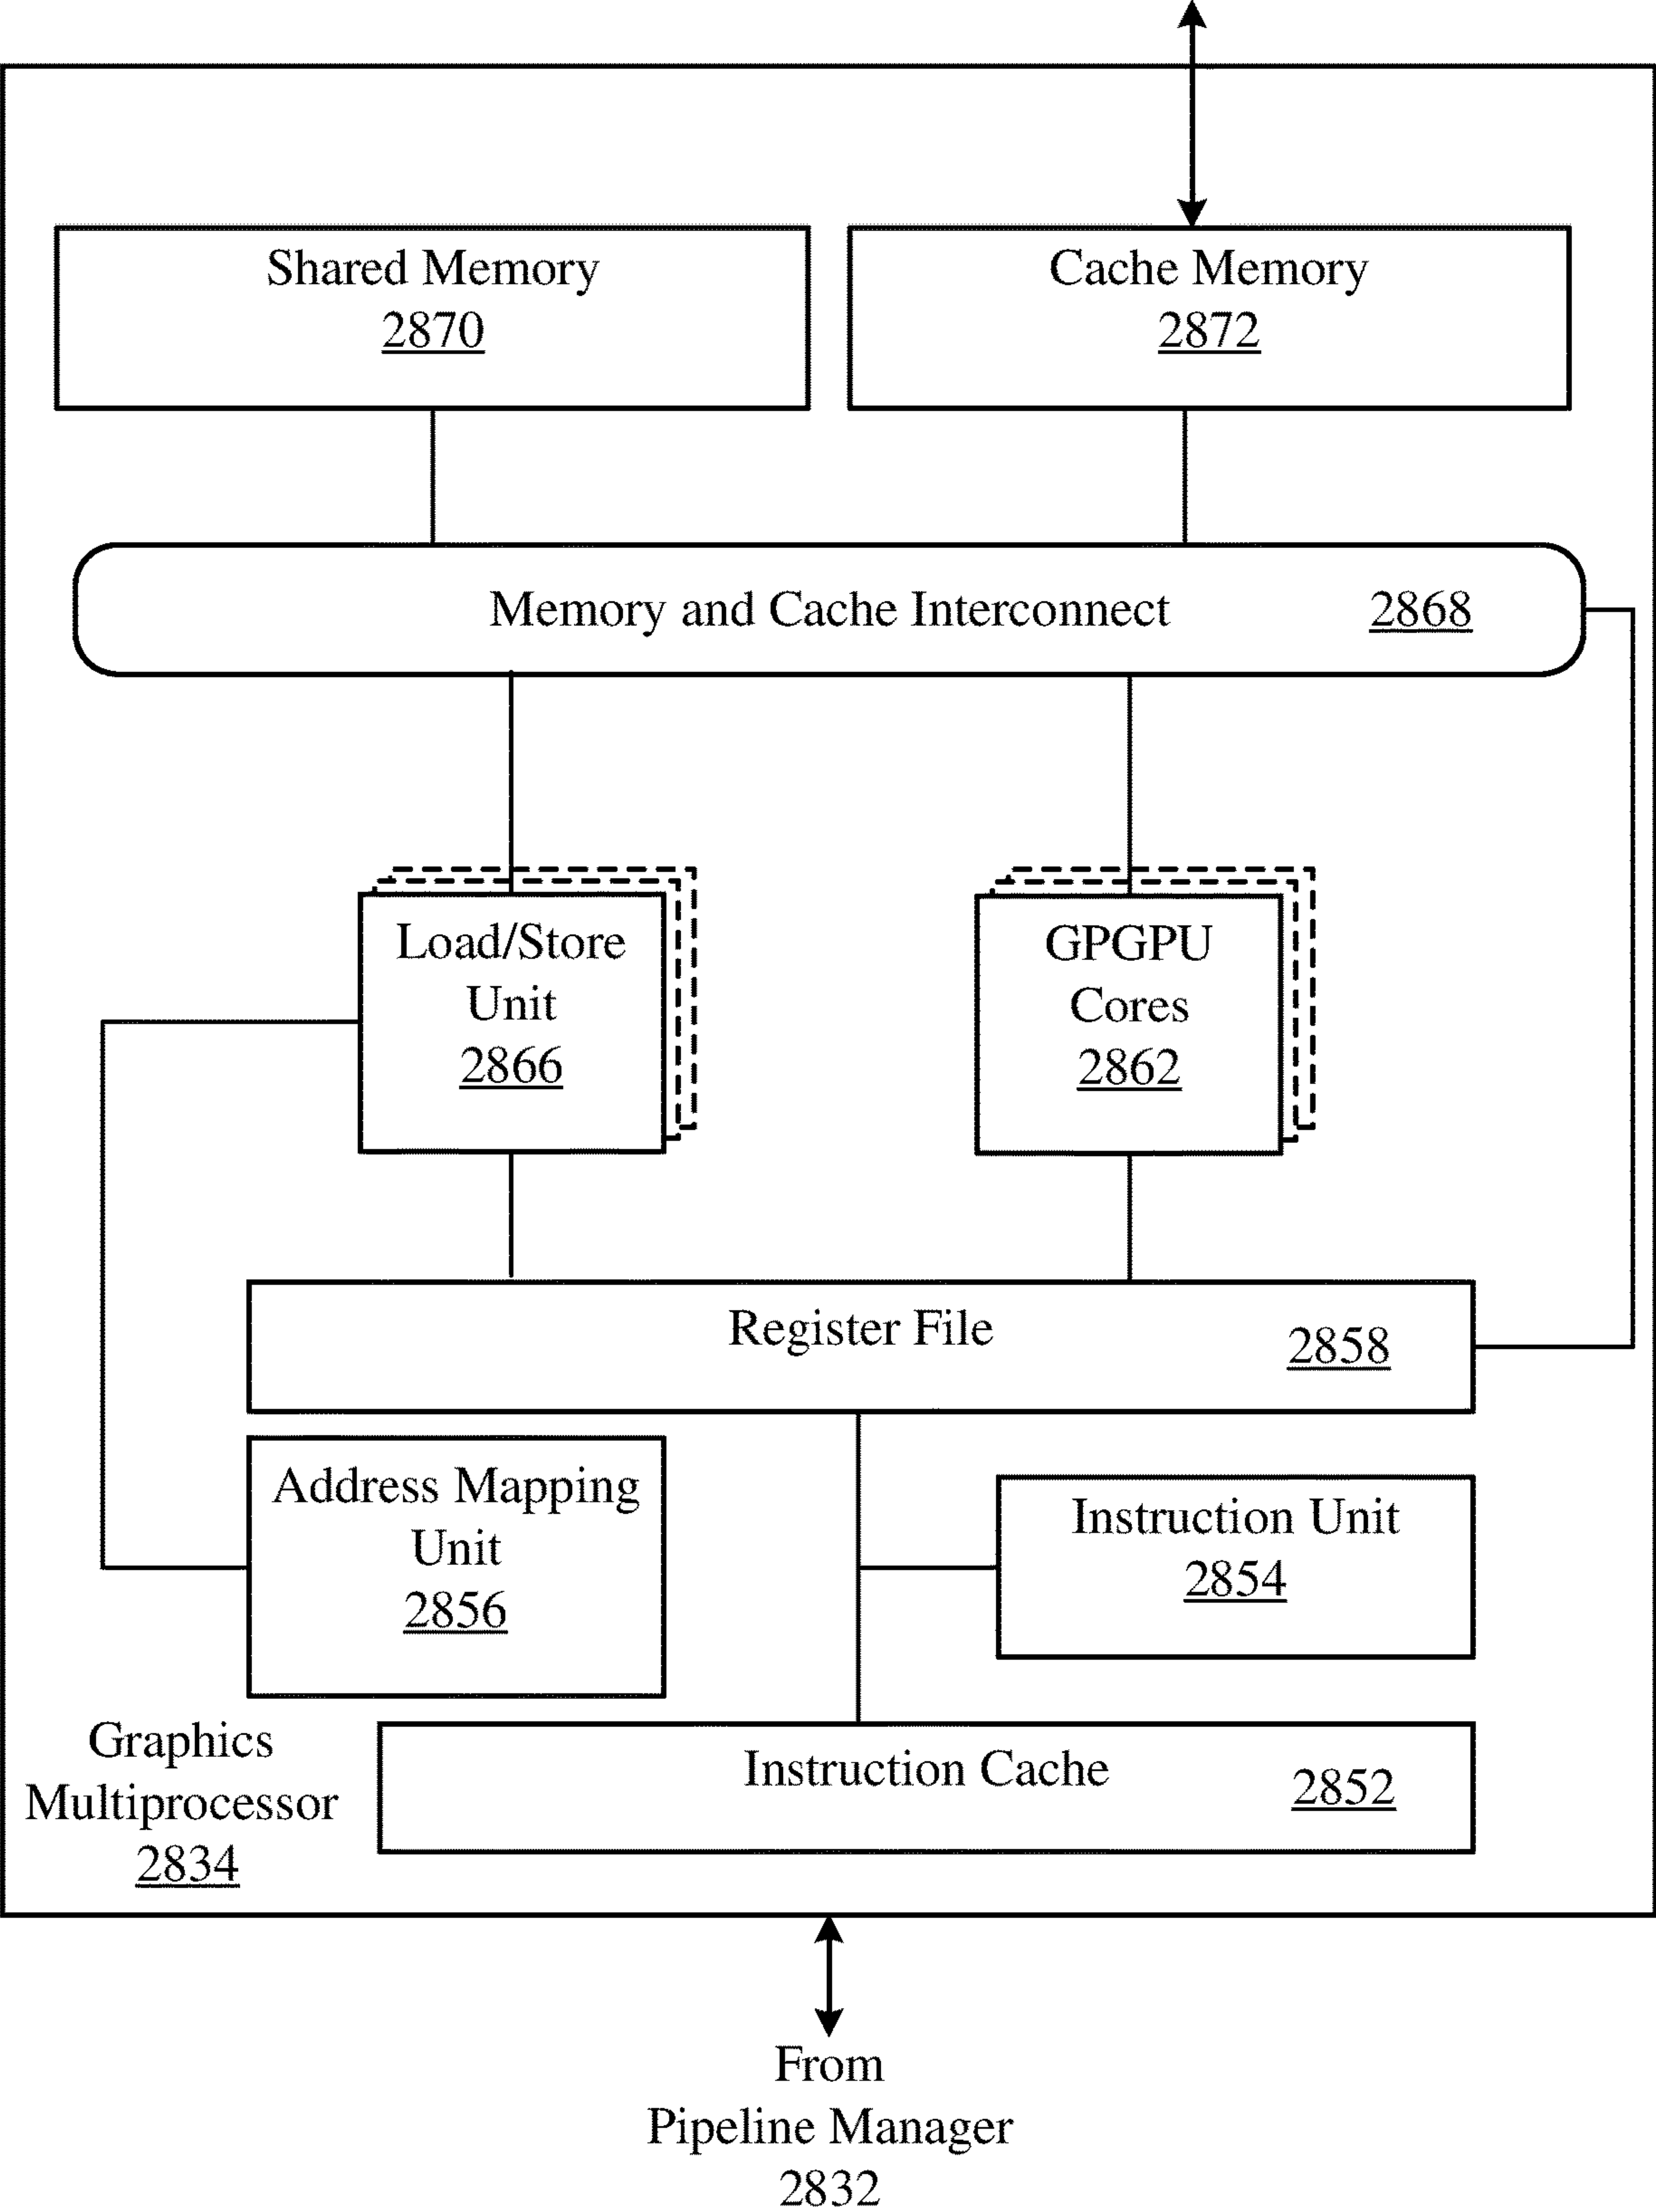 Shared Memory
2870
Cache Memory
2872
Memory and Cache Interconnect 2868
Load/Store
Unit
2866
GPGPU
Cores
2862
Register File 2858
Address Mapping
Unit
2856
Instruction Unit
2854
Graphics
Multiprocessor
2834
Instruction Cache 2852
From
Pipeline Manager
2832